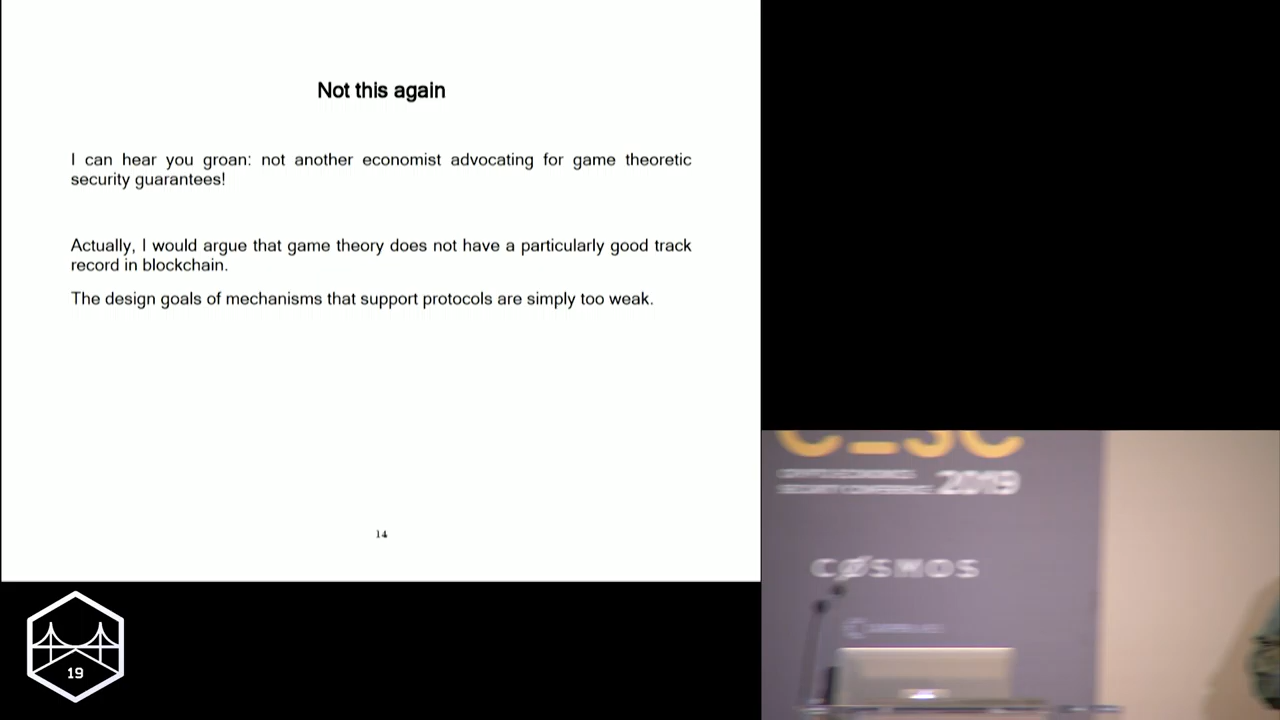 Not this again
I can hear you groan: not another economist advocating for game theoretic
security guarantees!
Actually, I would argue that game theory does not have a particularly good track
record in blockchain.
The design goals of mechanisms that support protocols are simply too weak.
14
19
2019
COSMOS